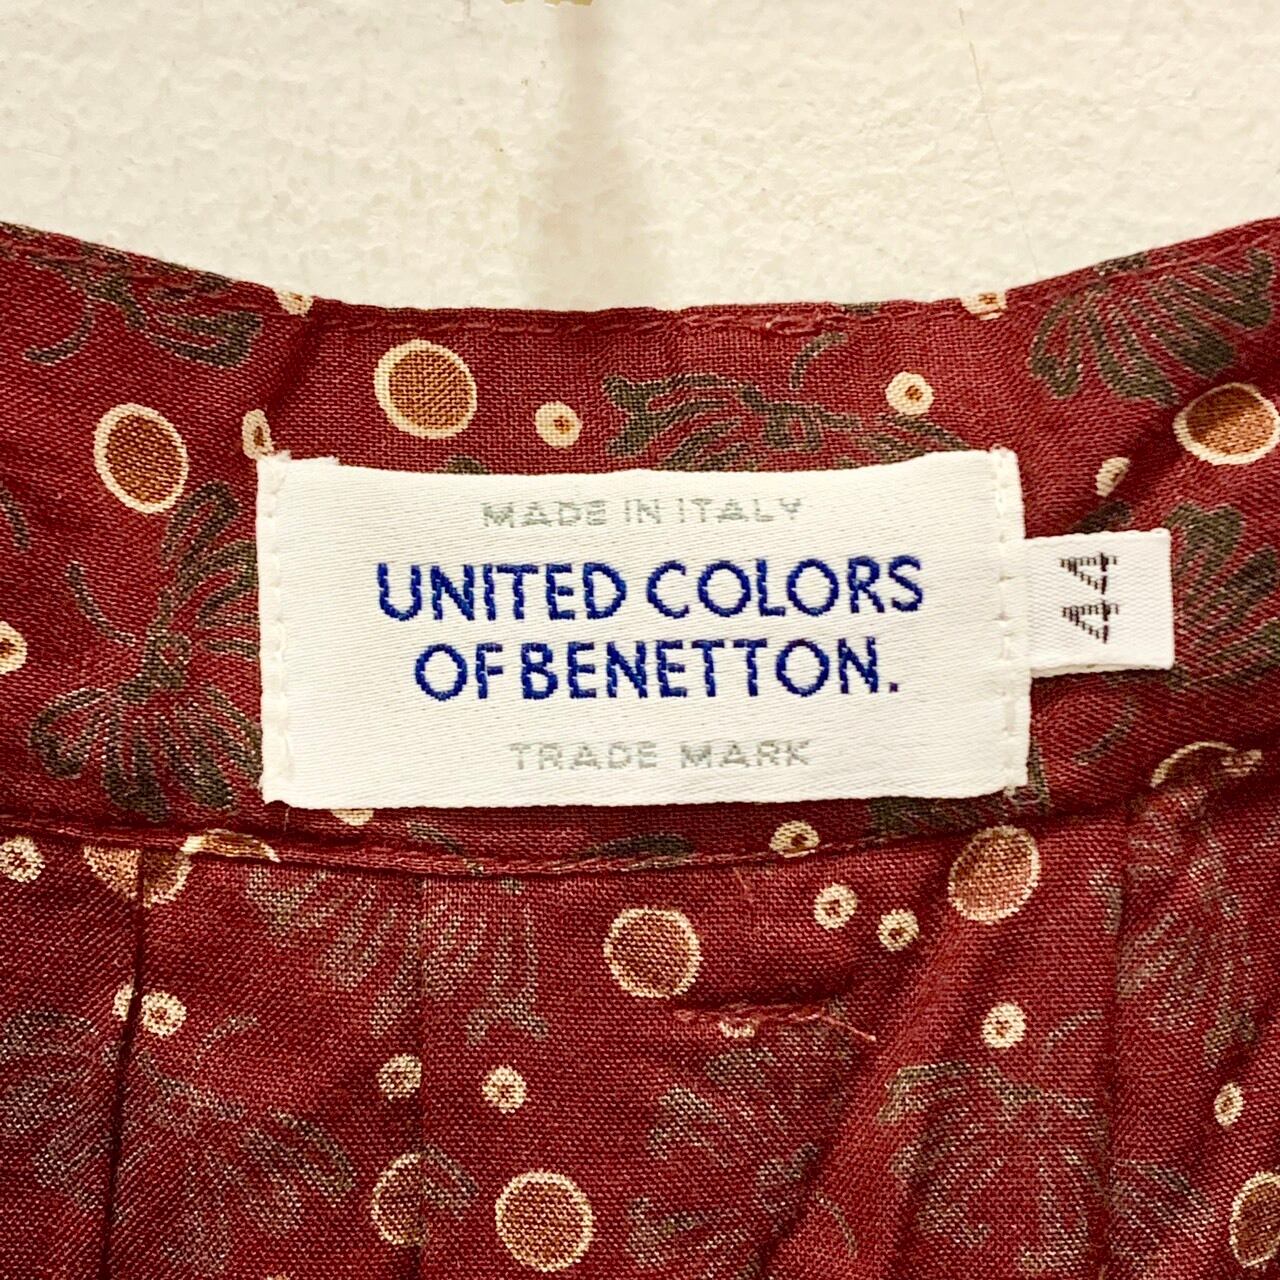 MADE IN ITALY
UNITED COLORS
OF BENETTON.
TRADE MARK
44